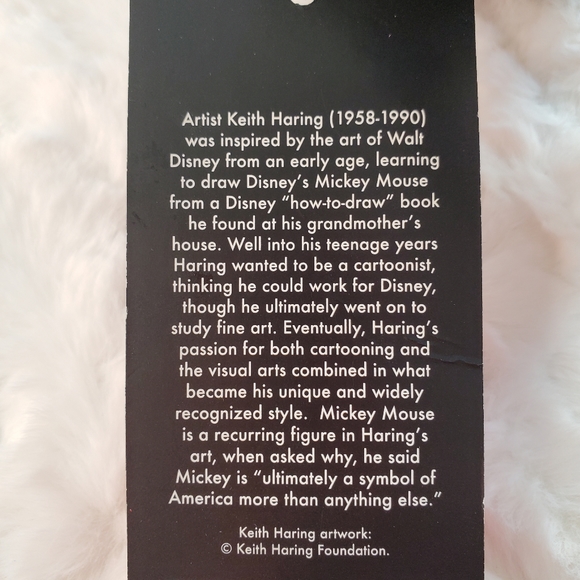 Artist Keith Haring (1958-1990)
was inspired by the art of Walt
Disney from an early age, learning
to draw Disney's Mickey Mouse
from a Disney "how-to-draw" book
he found at his grandmother's
house. Well into his teenage years
Haring wanted to be a cartoonist,
thinking he could work for Disney,
though he ultimately went on to
study fine art. Eventually, Haring's
passion for both cartooning and
the visual arts combined in what
became his unique and widely
recognized style.  Mickey Mouse
is a recurring figure in Haring's
art, when asked why, he said
Mickey is "ultimately a symbol of
America more than anything else."
Keith Haring artwork:
© Keith Haring Foundation.